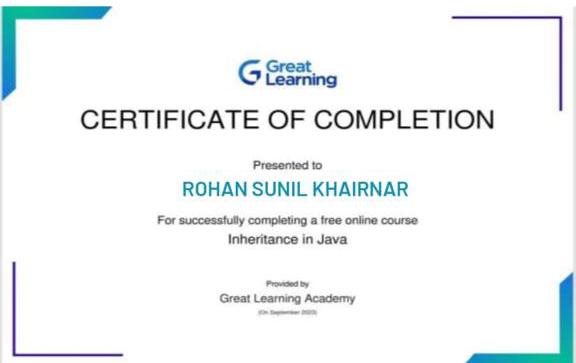 Great
Learning
CERTIFICATE OF COMPLETION
Presented to
ROHAN SUNIL KHAIRNAR
For successfully completing a free online course
Inheritance in Java
Provided by
Great Learning Academy
(On September 2023)